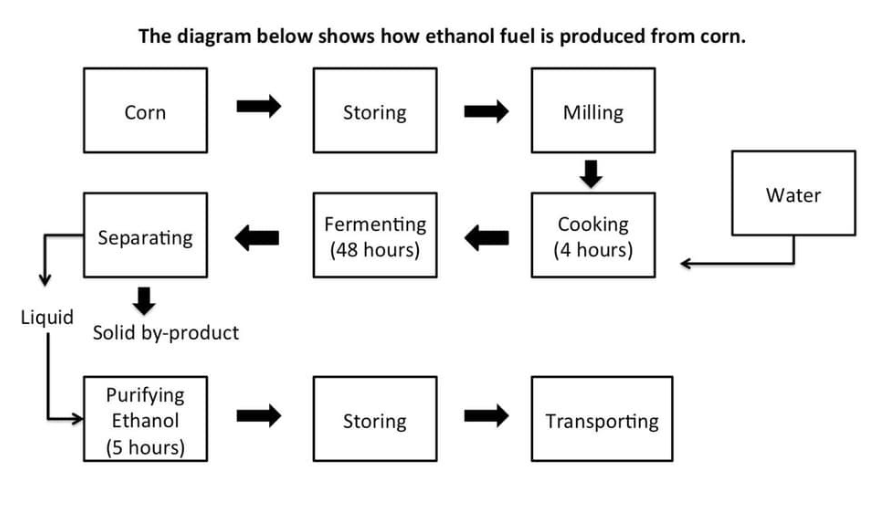 The diagram below shows how ethanol fuel is produced from corn.
Corn
Storing
Milling
Water
Cooking
(4 hours)
Fermenting
(48 hours)
Separating
Liquid
Solid by-product
Purifying
Ethanol
(5 hours)
Storing
Transporting